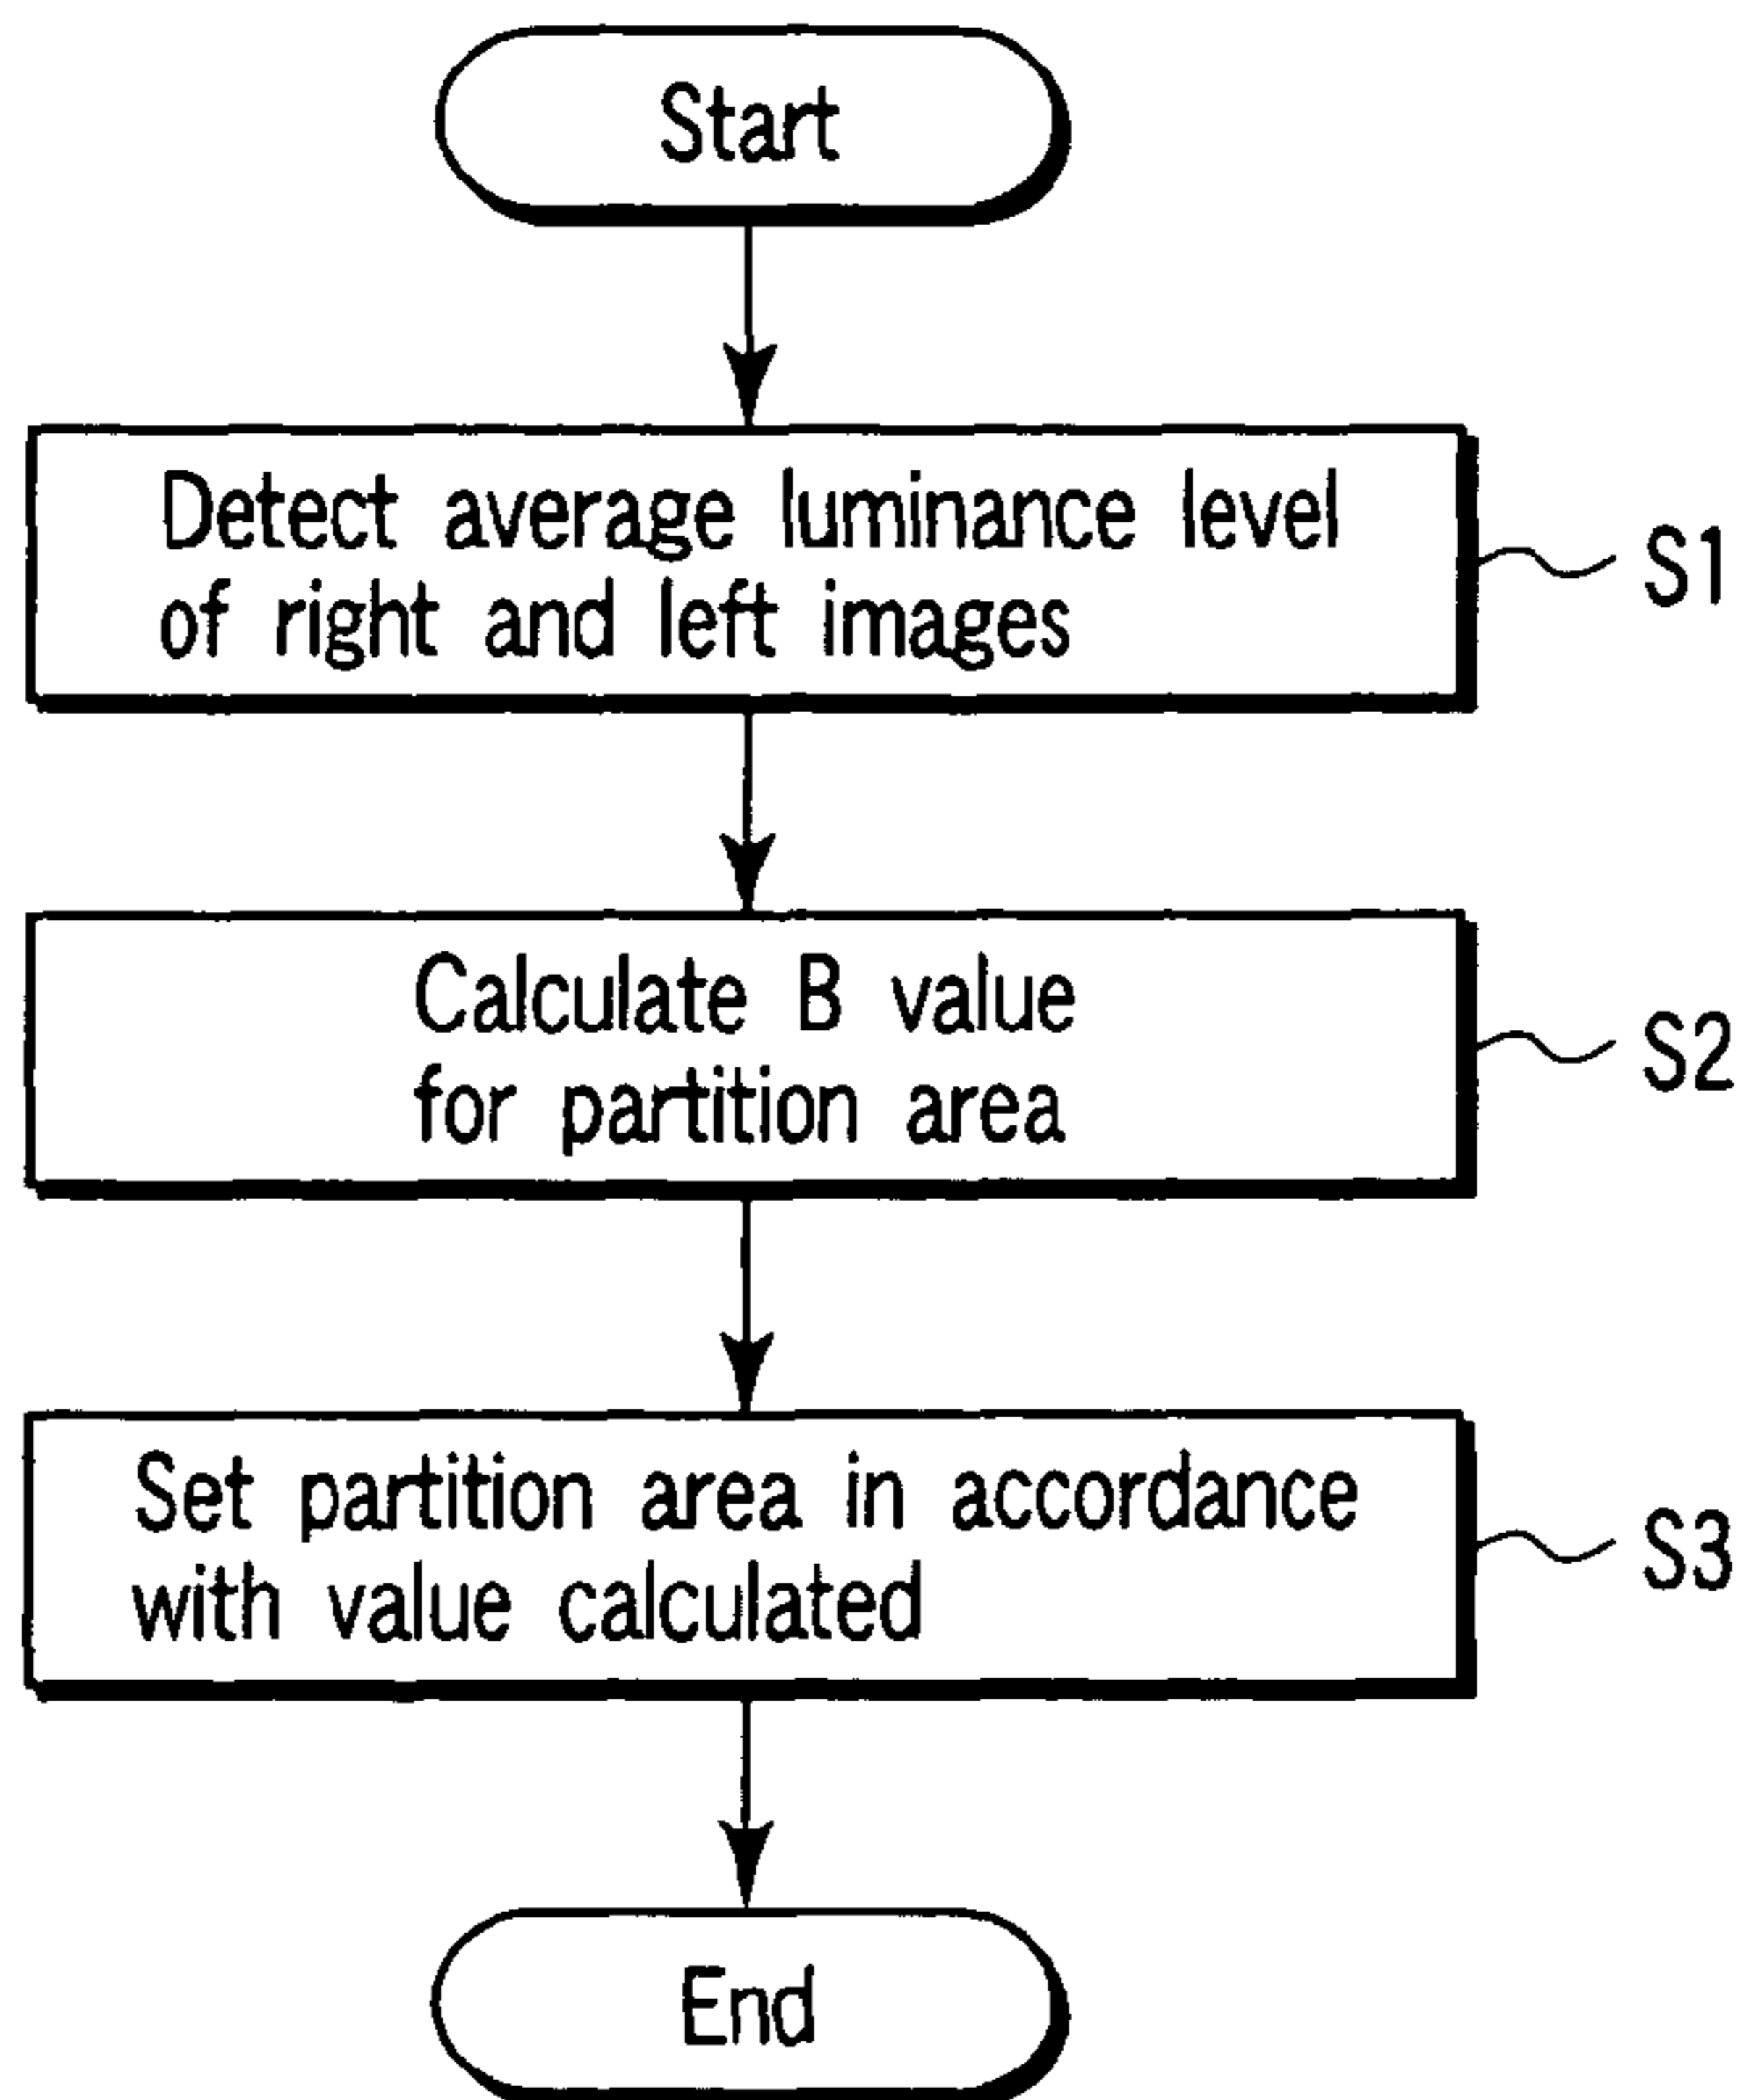 Start
Detect average luminance level
of right and left images
S1
Calculate B value
for partition area
S2
Set partition area in accordance
with value calculated
S3
End